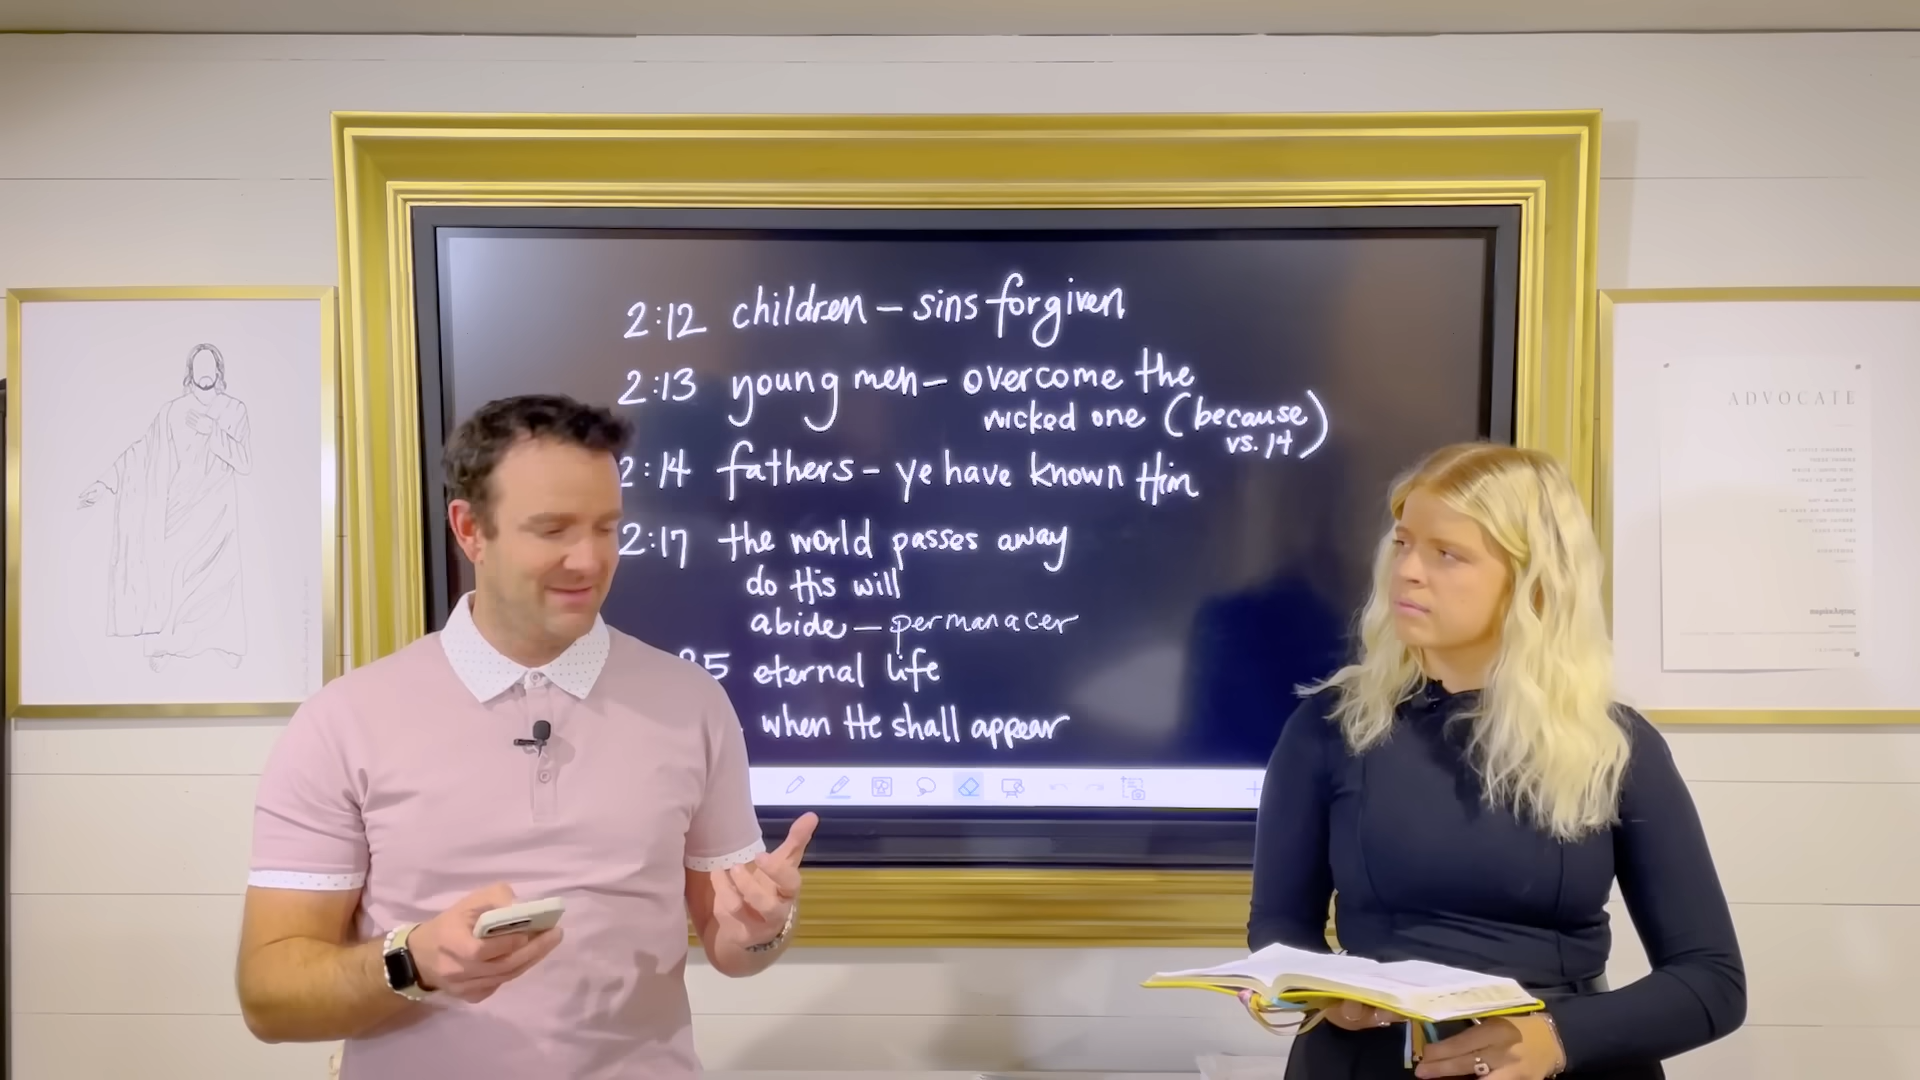 2:12 children – sins forgiven
2:13 young men – overcome the
wicked one (because
vs. 14)
2:14 fathers – ye have known Him
2:17 the world passes away
do His will
abide – permanacer
25 eternal life
when He shall appear
ADVOCATE